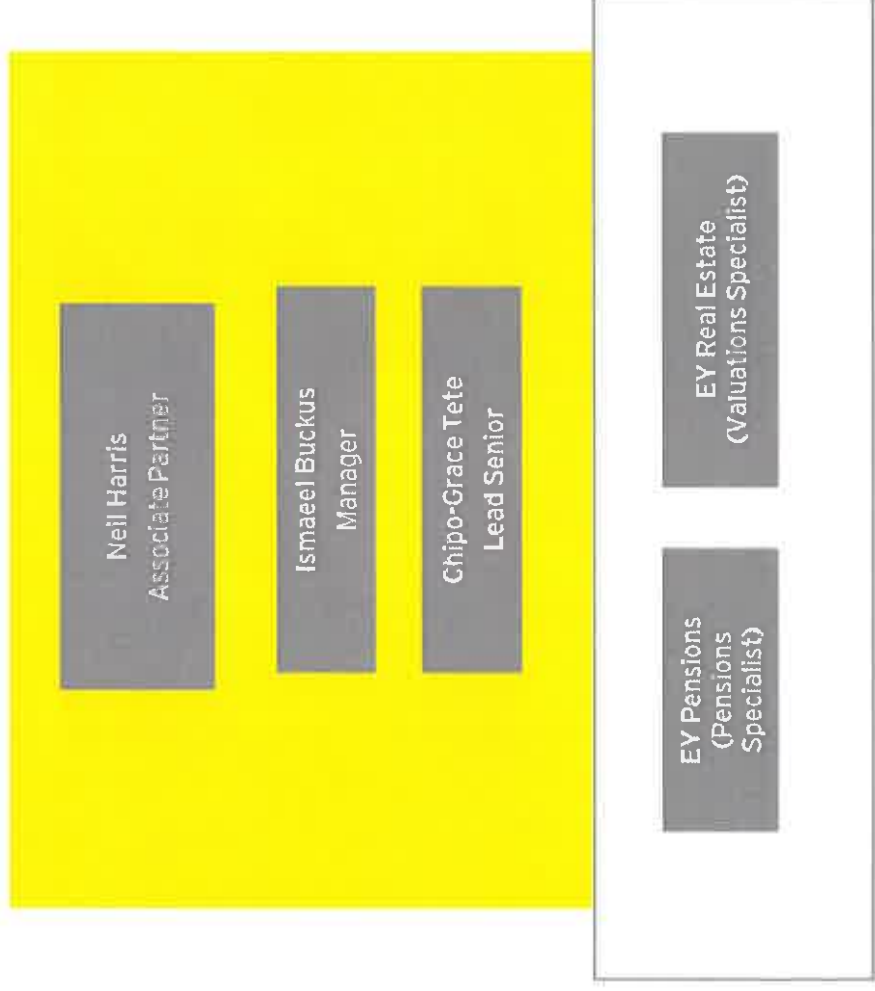 Neil Harris
Associate Partner
Ismaeel Buckus
Manager
Chipo-Grace Tete
Lead Senior
EY Pensions
(Pensions
Specialist)
EY Real Estate
(Valuations Specialist)